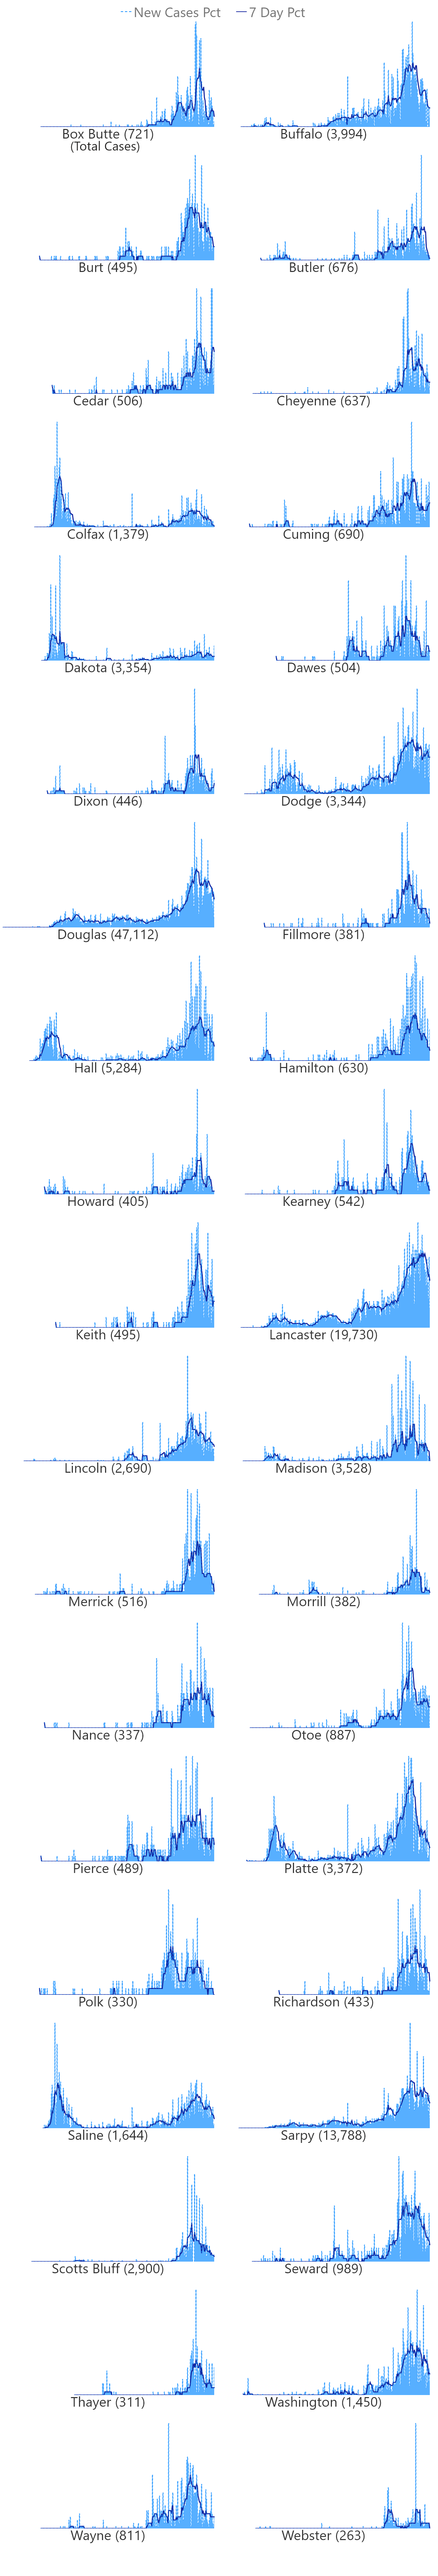 New Cases Pct 7 Day Pct
Box Butte (721) Buffalo (3,994)
(Total Cases)
Burt (495) Butler (676)
Cedar (506) Cheyenne (637)
Colfax (1,379) Cuming (690)
Dakota (3,354) Dawes (504)
Dixon (446) Dodge (3,344)
Douglas (47,112) Fillmore (381)
Hall (5,284) Hamilton (630)
Howard (405) Kearney (542)
Keith (495) Lancaster (19,730)
Lincoln (2,690) Madison (3,528)
Merrick (516) Morrill (382)
Nance (337) Otoe (887)
Pierce (489) Platte (3,372)
Polk (330) Richardson (433)
Saline (1,644) Sarpy (13,788)
Scotts Bluff (2,900) Seward (989)
Thayer (311) Washington (1,450)
Wayne (811) Webster (263)